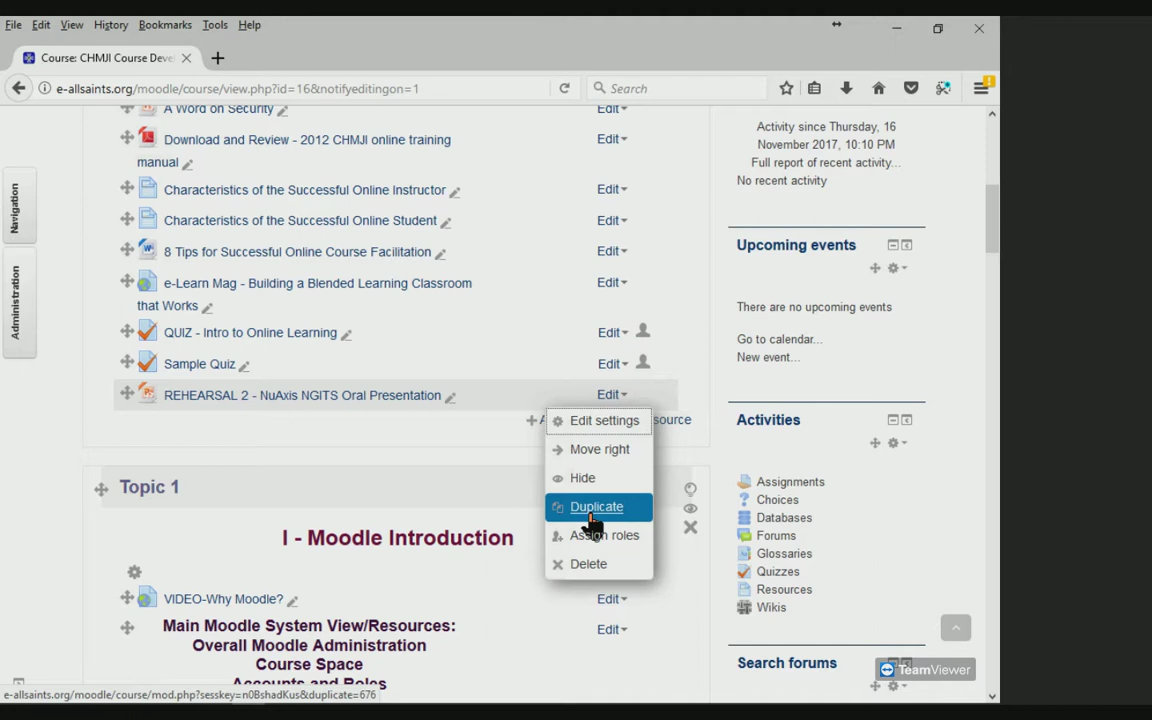 File Edit View History Bookmarks Tools Help
Course: CHMJI Course Deve
e-allsaints.org/moodle/course/view.php?id=16&notifyeditingon=1
Search
A Word on Security
Edit
Download and Review - 2012 CHMJI online training
manual
Edit
Characteristics of the Successful Online Instructor
Edit
Characteristics of the Successful Online Student
Edit
8 Tips for Successful Online Course Facilitation
Edit
e-Learn Mag - Building a Blended Learning Classroom
that Works
Edit
QUIZ - Intro to Online Learning
Edit
Sample Quiz
Edit
REHEARSAL 2 - NuAxis NGITS Oral Presentation
Edit
Edit settings
Move right
Hide
Duplicate
Assign roles
Delete
Topic 1
I - Moodle Introduction
VIDEO-Why Moodle?
Edit
Main Moodle System View/Resources:
Edit
Overall Moodle Administration
Course Space
Accounts and Roles
Navigation
Administration
Activity since Thursday, 16
November 2017, 10:10 PM
Full report of recent activity...
No recent activity
Upcoming events
There are no upcoming events
Go to calendar...
New event...
Activities
Assignments
Choices
Databases
Forums
Glossaries
Quizzes
Resources
Wikis
Search forums
TeamViewer
e-allsaints.org/moodle/course/mod.php?sesskey=n0BshadKus&duplicate=676